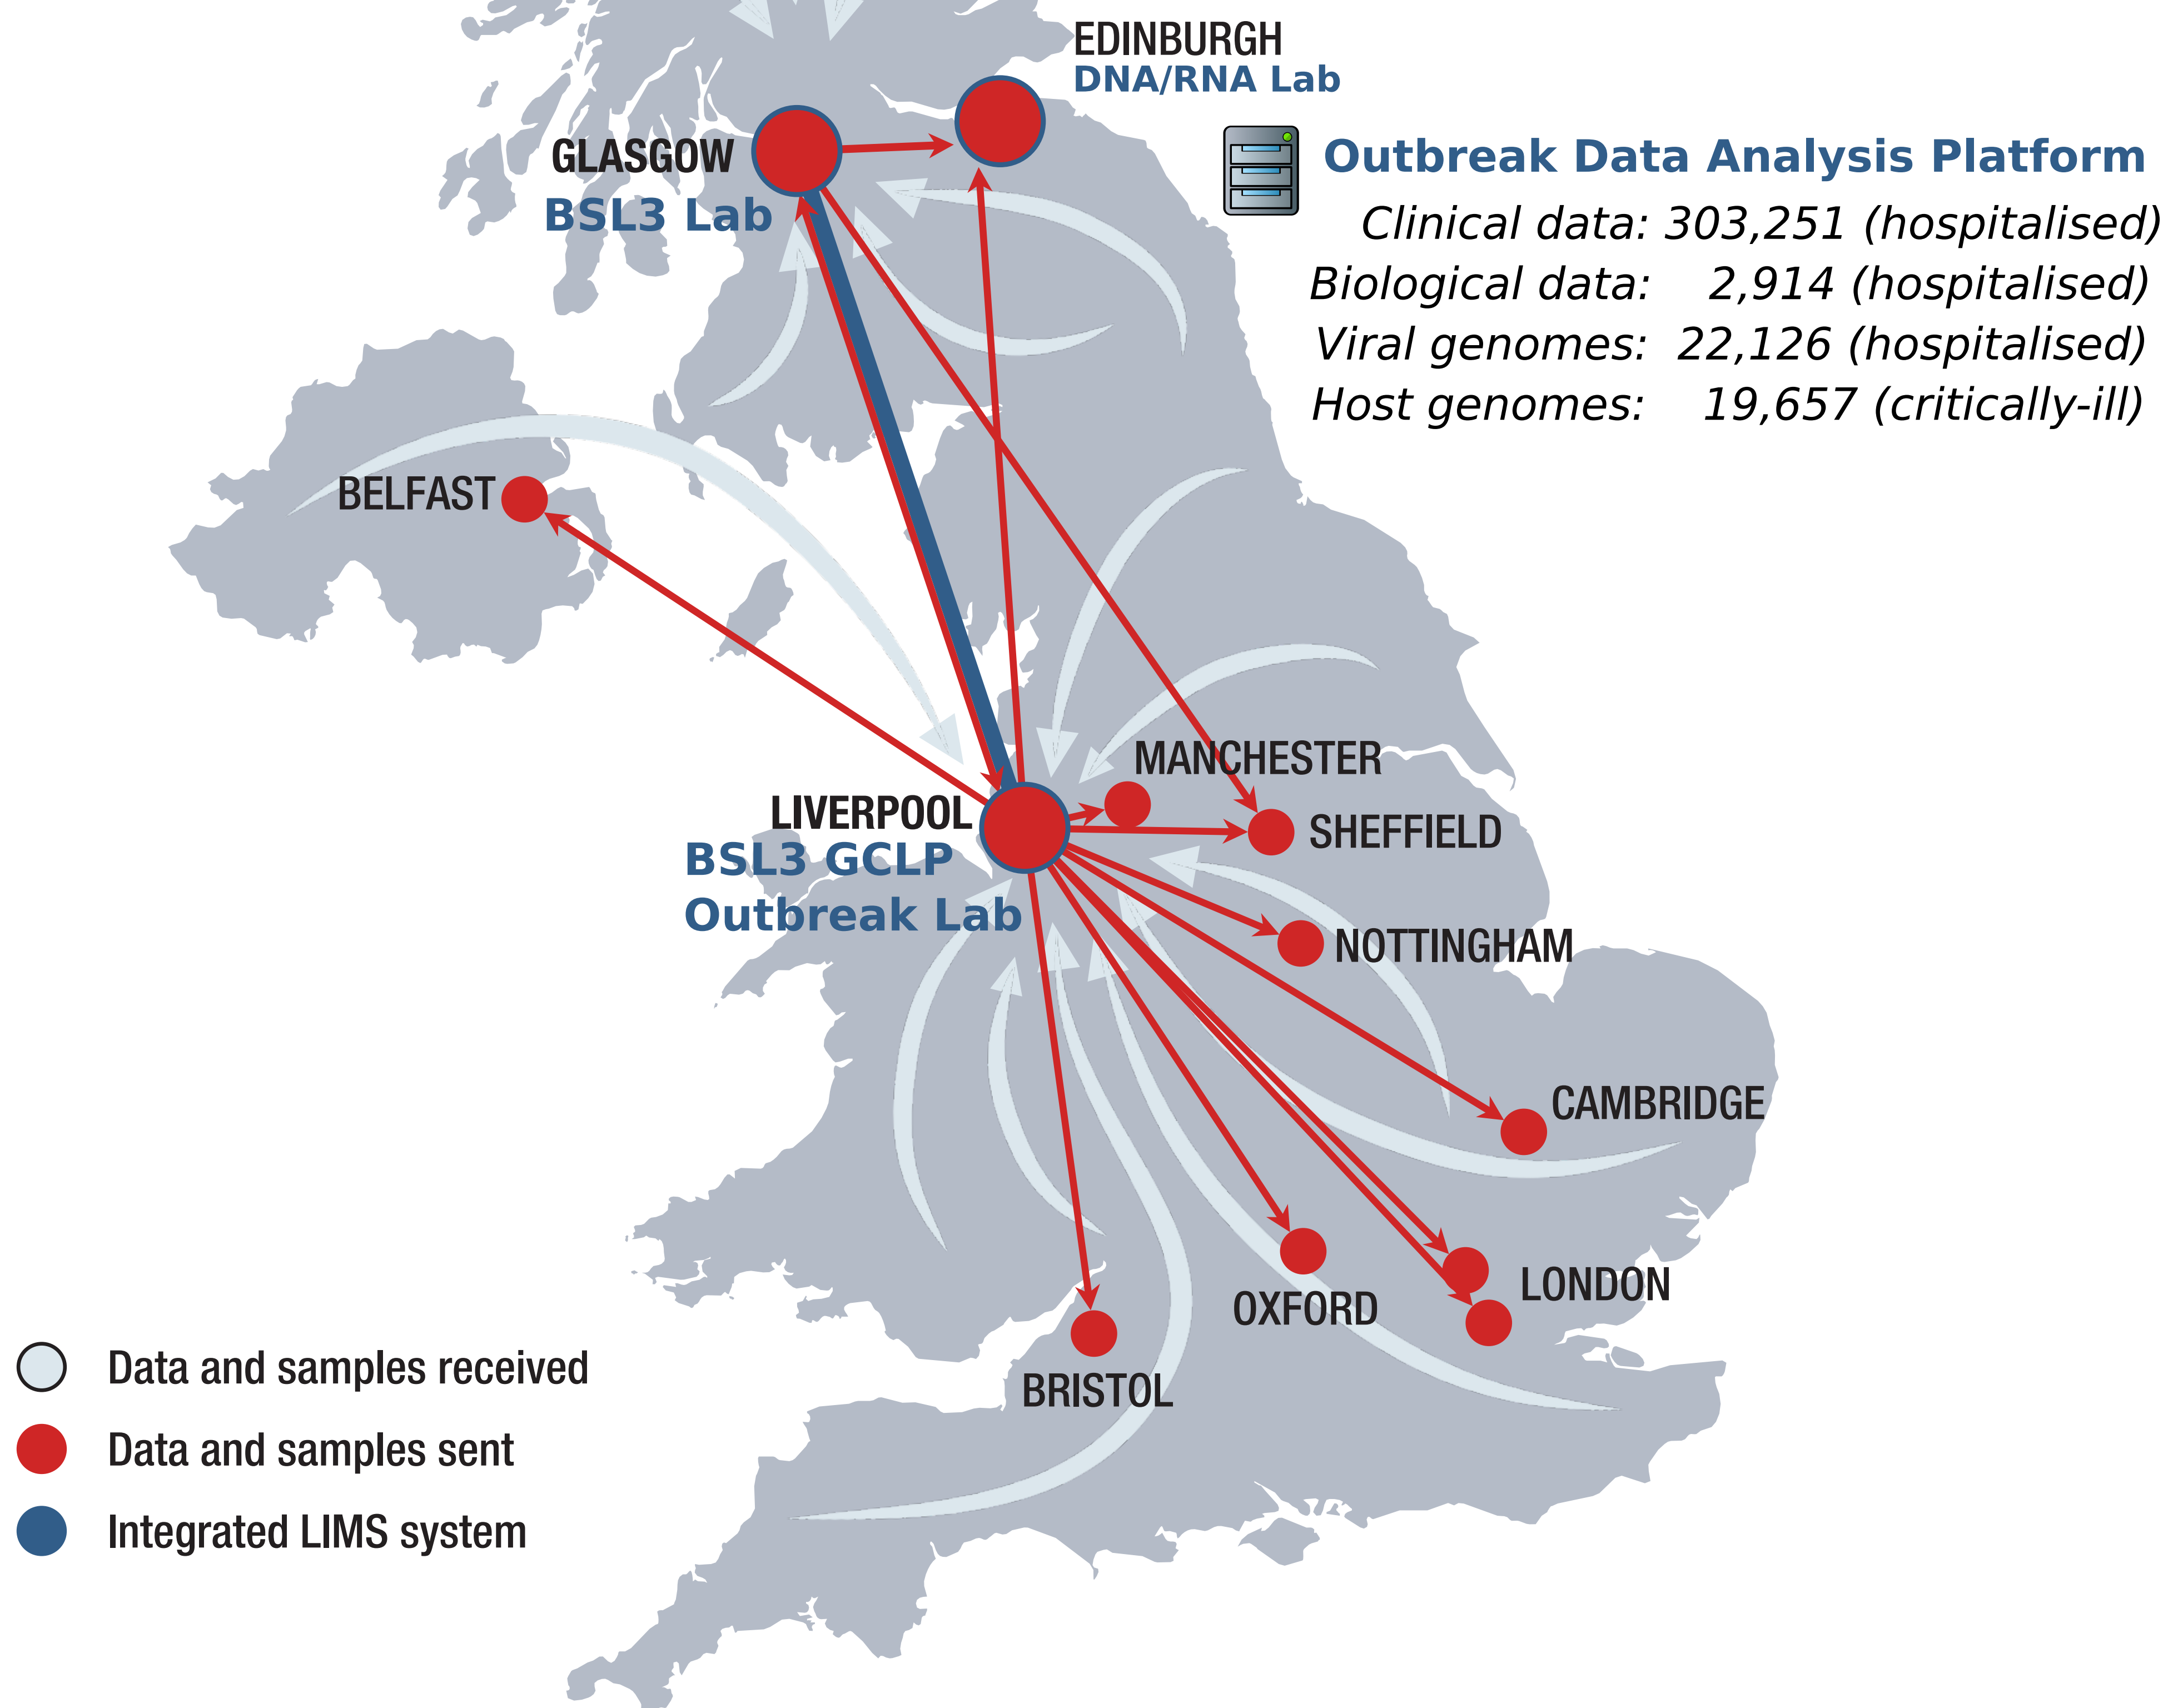 EDINBURGH
DNA/RNA Lab
GLASGOW
BSL3 Lab
Outbreak Data Analysis Platform
Clinical data: 303,251 (hospitalised)
Biological data: 2,914 (hospitalised)
Viral genomes: 22,126 (hospitalised)
Host genomes: 19,657 (critically-ill)
BELFAST
MANCHESTER
LIVERPOOL
BSL3 GCLP
Outbreak Lab
SHEFFIELD
NOTTINGHAM
CAMBRIDGE
LONDON
OXFORD
BRISTOL
Data and samples received
Data and samples sent
Integrated LIMS system